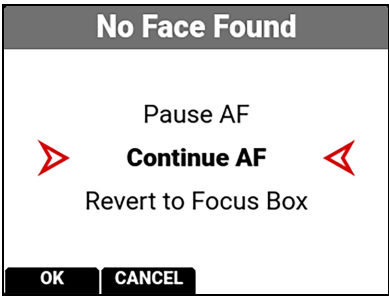 No Face Found
Pause AF
Continue AF
Revert to Focus Box
OK CANCEL